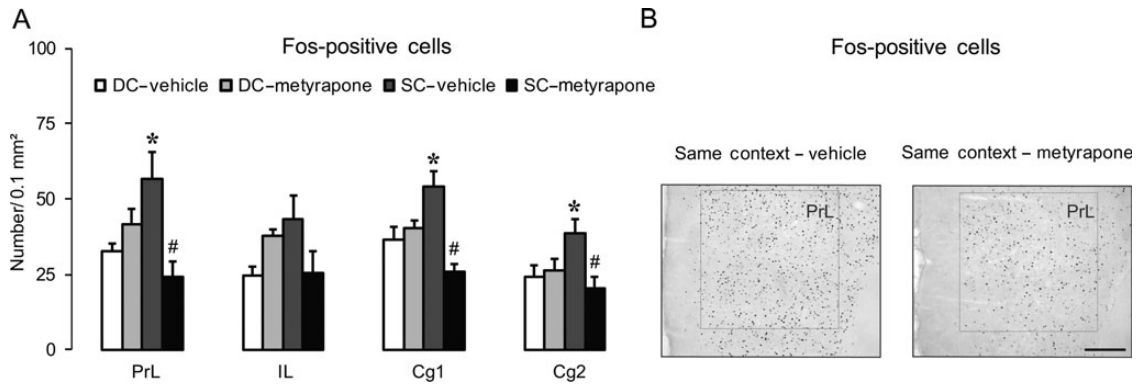 A
Fos-positive cells
100
75
50
25
0
Number/ 0.1 mm²
DC–vehicle DC–metyrapone SC–vehicle SC–metyrapone
* # * # * #
PrL IL Cg1 Cg2
B
Fos-positive cells
Same context – vehicle Same context – metyrapone
PrL PrL